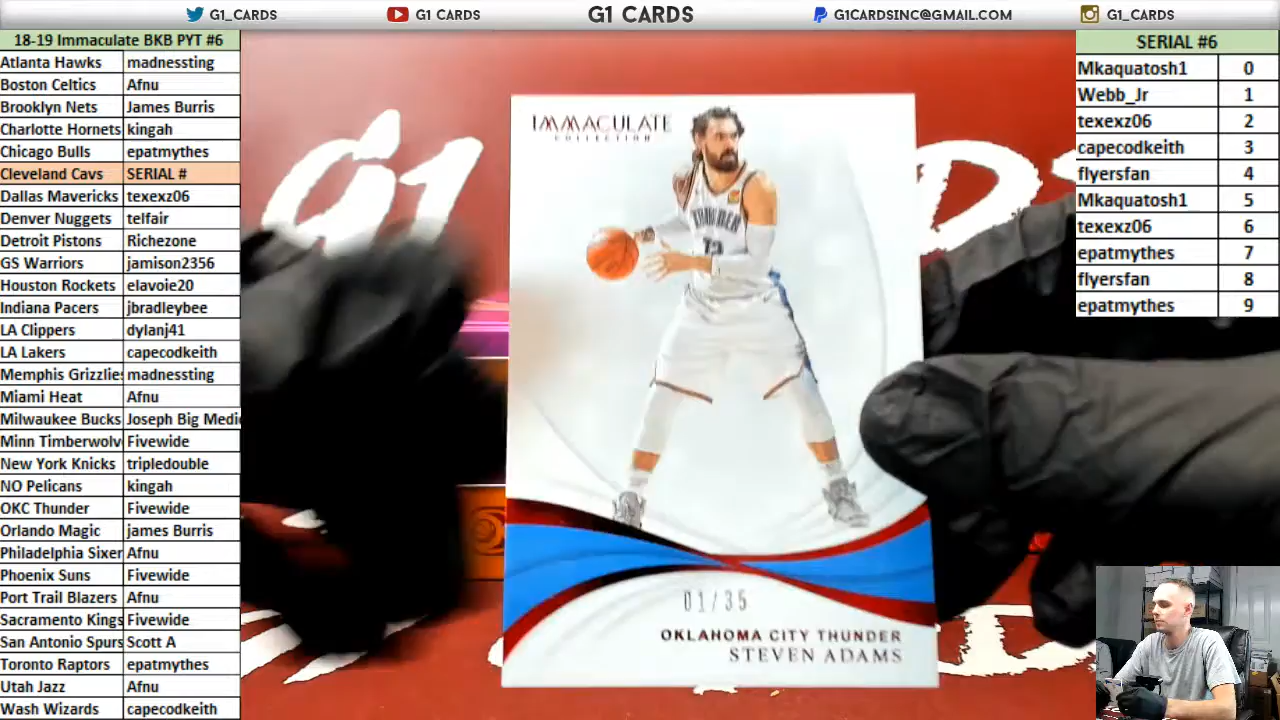 G1_CARDS G1 CARDS G1 CARDS G1CARDSINC@GMAIL.COM G1_CARDS
18-19 Immaculate BKB PYT #6
Atlanta Hawks madnessting
Boston Celtics Afnu
Brooklyn Nets James Burris
Charlotte Hornets kingah
Chicago Bulls epatmythes
Cleveland Cavs SERIAL #
Dallas Mavericks texexz06
Denver Nuggets telfair
Detroit Pistons Richezone
GS Warriors jamison2356
Houston Rockets elavoie20
Indiana Pacers jbradleybee
LA Clippers dylanj41
LA Lakers capecodkeith
Memphis Grizzlies madnessting
Miami Heat Afnu
Milwaukee Bucks Joseph Big Medi
Minn Timberwolv Fivewide
New York Knicks tripledouble
NO Pelicans kingah
OKC Thunder Fivewide
Orlando Magic james Burris
Philadelphia Sixer Afnu
Phoenix Suns Fivewide
Port Trail Blazers Afnu
Sacramento Kings Fivewide
San Antonio Spurs Scott A
Toronto Raptors epatmythes
Utah Jazz Afnu
Wash Wizards capecodkeith
G1
IMMACULATE
COLLECTION
THUNDER
12
01/35
OKLAHOMA CITY THUNDER
STEVEN ADAMS
SERIAL #6
Mkaquatosh1 0
Webb_Jr 1
texexz06 2
capecodkeith 3
flyersfan 4
Mkaquatosh1 5
texexz06 6
epatmythes 7
flyersfan 8
epatmythes 9